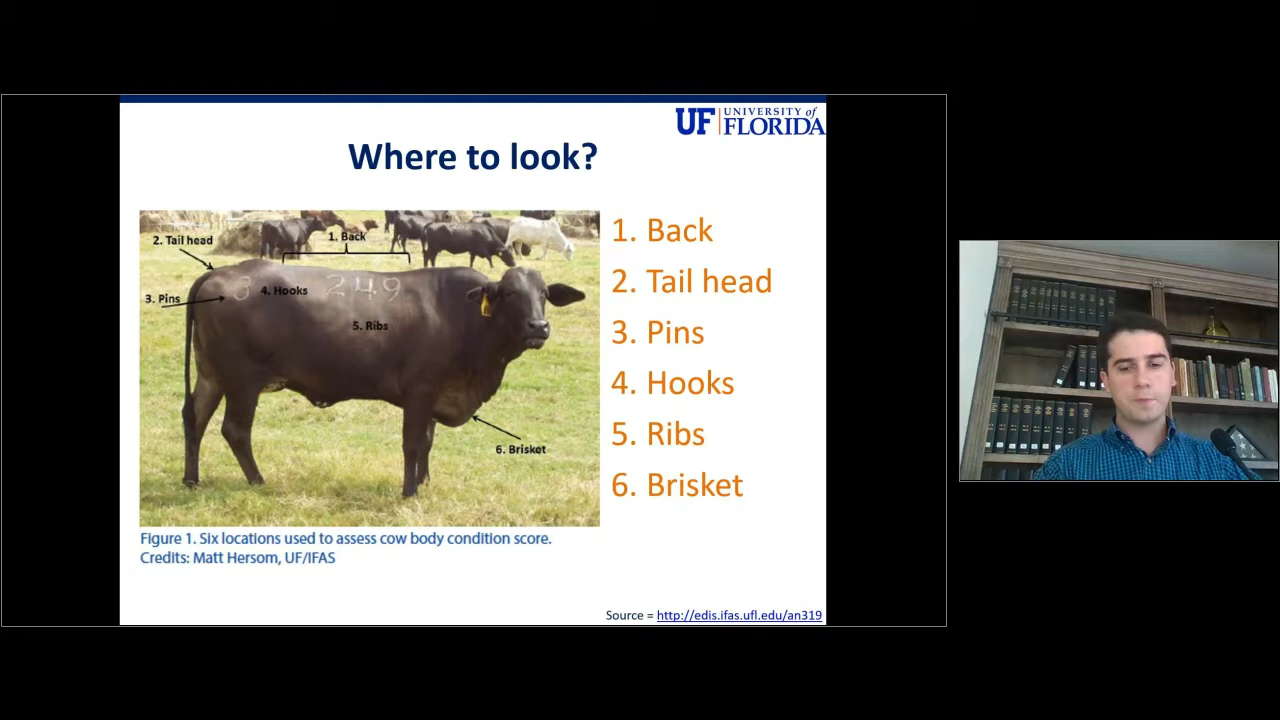 UF UNIVERSITY of
FLORIDA
Where to look?
2. Tail head
1. Back
3. Pins
4. Hooks
3 249
5. Ribs
6. Brisket
1. Back
2. Tail head
3. Pins
4. Hooks
5. Ribs
6. Brisket
Figure 1. Six locations used to assess cow body condition score.
Credits: Matt Hersom, UF/IFAS
Source = http://edis.ifas.ufl.edu/an319